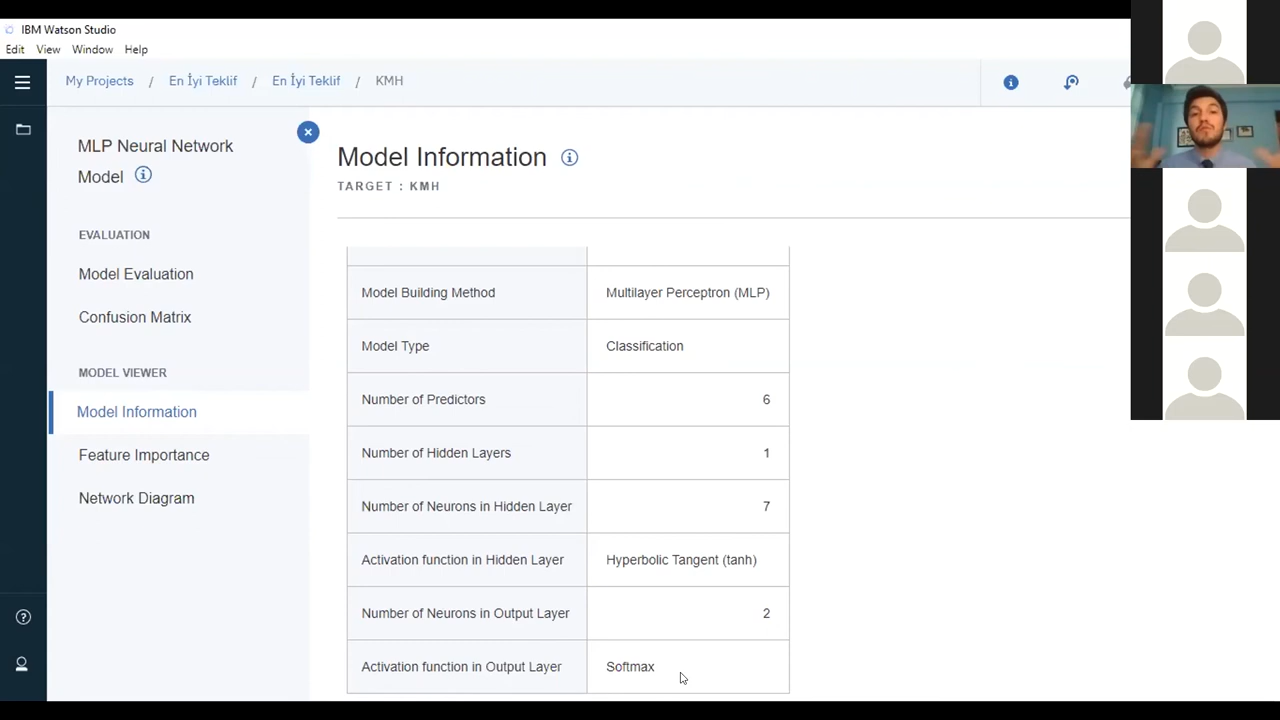 IBM Watson Studio
Edit View Window Help
My Projects / En İyi Teklif / En İyi Teklif / KMH
MLP Neural Network
Model
EVALUATION
Model Evaluation
Confusion Matrix
MODEL VIEWER
Model Information
Feature Importance
Network Diagram
Model Information
TARGET : KMH
Model Building Method Multilayer Perceptron (MLP)
Model Type Classification
Number of Predictors 6
Number of Hidden Layers 1
Number of Neurons in Hidden Layer 7
Activation function in Hidden Layer Hyperbolic Tangent (tanh)
Number of Neurons in Output Layer 2
Activation function in Output Layer Softmax